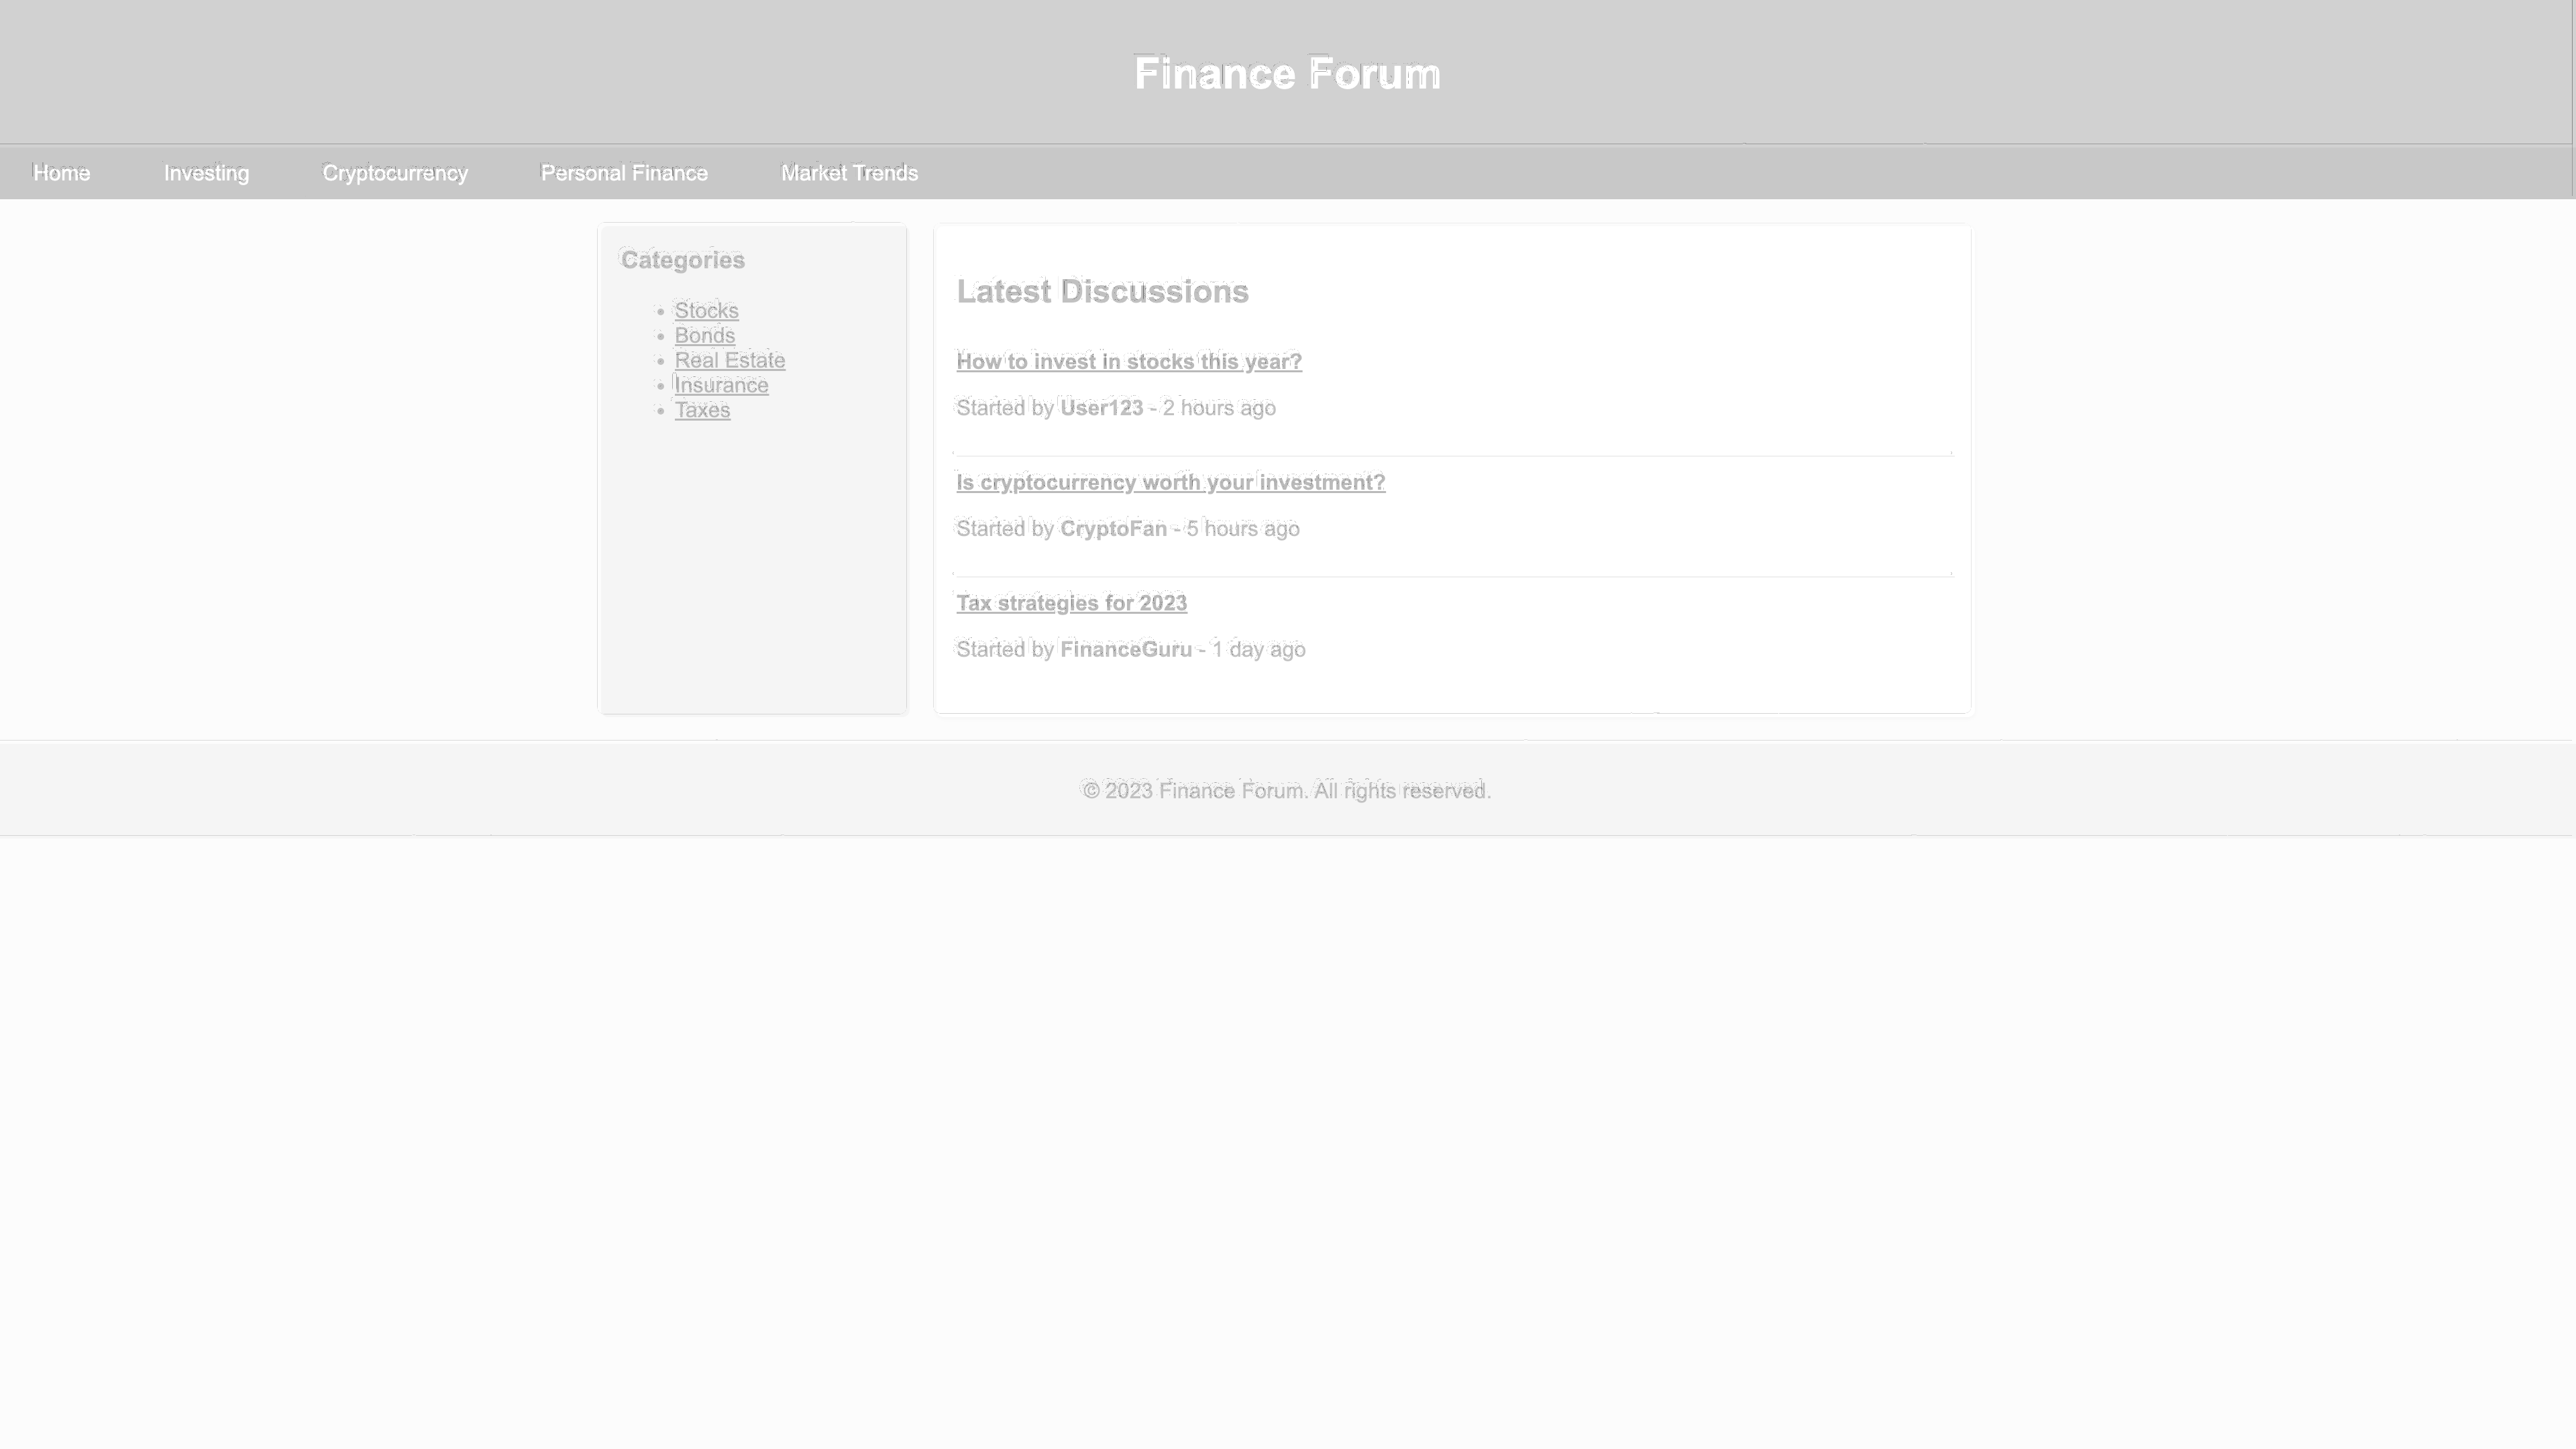 Finance Forum
Home Investing Cryptocurrency Personal Finance Market Trends
Categories
Stocks
Bonds
Real Estate
Insurance
Taxes
Latest Discussions
How to invest in stocks this year?
Started by User123 - 2 hours ago
Is cryptocurrency worth your investment?
Started by CryptoFan - 5 hours ago
Tax strategies for 2023
Started by FinanceGuru - 1 day ago
© 2023 Finance Forum. All rights reserved.